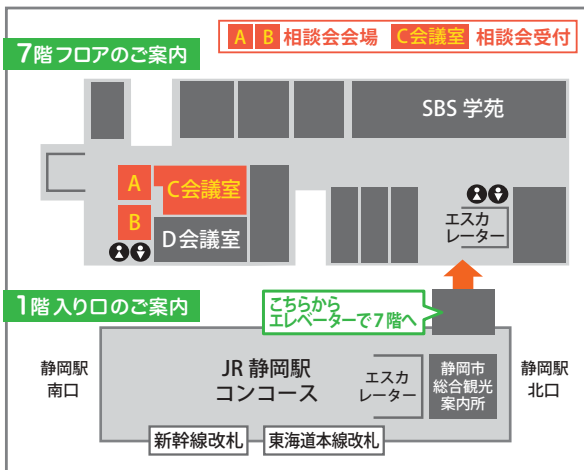 A B 相談会会場 C会議室 相談会受付
7階フロアのご案内
SBS 学苑
A
C会議室
B
D会議室
エスカ
レーター
1階入り口のご案内
こちらから
エレベーターで7階へ
静岡駅
南口
JR 静岡駅
コンコース
エスカ
レーター
静岡市
総合観光
案内所
静岡駅
北口
新幹線改札
東海道本線改札